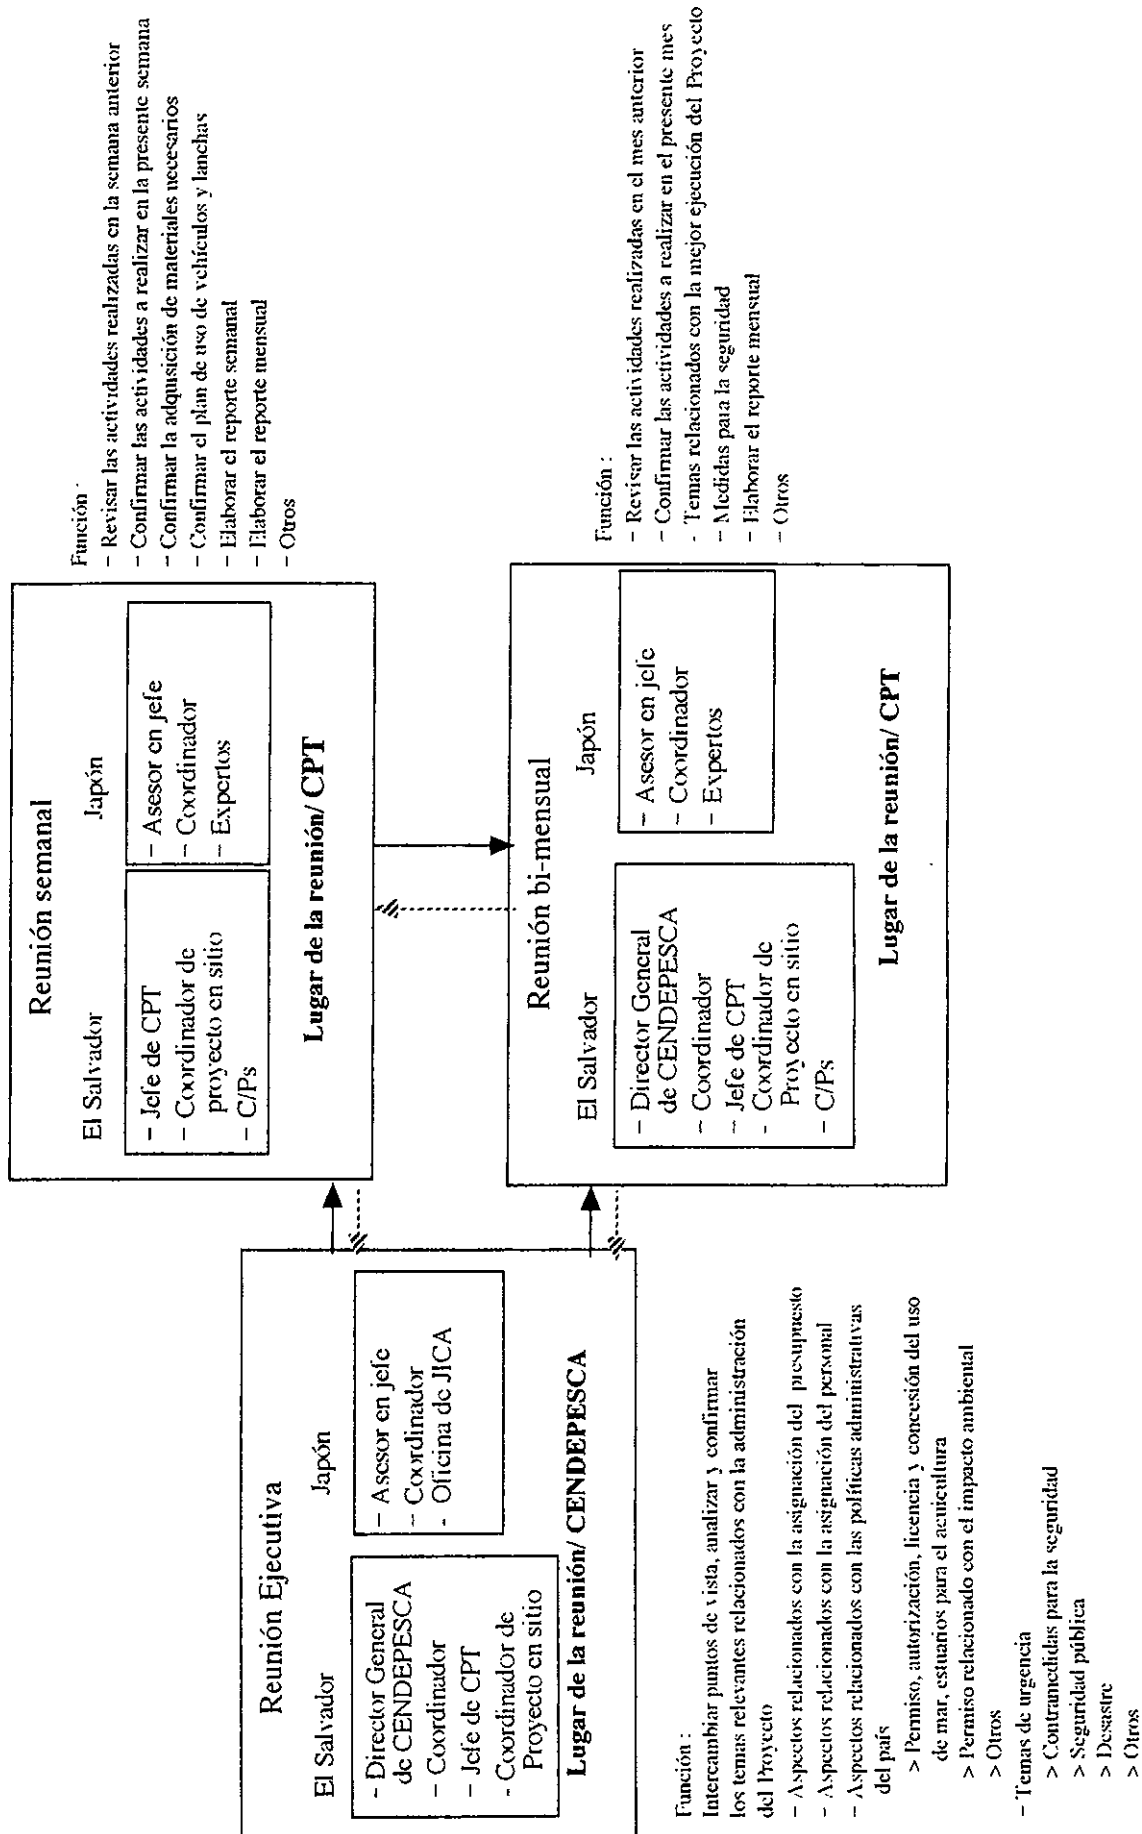 Reunión Ejecutiva
El Salvador
Japón
- Director General
de CENDEPESCA
- Coordinador
- Jefe de CPT
- Coordinador de
Proyecto en sitio
- Asesor en jefe
- Coordinador
- Oficina de JICA
Lugar de la reunión/ CENDEPESCA
Función :
Intercambiar puntos de vista, analizar y confirmar
los temas relevantes relacionados con la administración
del Proyecto
- Aspectos relacionados con la asignación del presupuesto
- Aspectos relacionados con la asignación del personal
- Aspectos relacionados con las políticas administrativas
del país
> Permiso, autorización, licencia y concesión del uso
de mar, estuarios para el acuicultura
> Permiso relacionado con el impacto ambiental
> Otros
- Temas de urgencia
> Contramedidas para la seguridad
> Seguridad pública
> Desastre
> Otros
Reunión semanal
El Salvador
Japón
- Jefe de CPT
- Coordinador de
proyecto en sitio
- C/Ps
- Asesor en jefe
- Coordinador
- Expertos
Lugar de la reunión/ CPT
Función :
- Revisar las actividades realizadas en la semana anterior
- Confirmar las actividades a realizar en la presente semana
- Confirmar la adquisición de materiales necesarios
- Confirmar el plan de uso de vehículos y lanchas
- Elaborar el reporte semanal
- Elaborar el reporte mensual
- Otros
Reunión bi-mensual
El Salvador
Japón
- Director General
de CENDEPESCA
- Coordinador
- Jefe de CPT
- Coordinador de
Proyecto en sitio
- C/Ps
- Asesor en jefe
- Coordinador
- Expertos
Lugar de la reunión/ CPT
Función :
- Revisar las actividades realizadas en el mes anterior
- Confirmar las actividades a realizar en el presente mes
- Temas relacionados con la mejor ejecución del Proyecto
- Medidas para la seguridad
- Elaborar el reporte mensual
- Otros